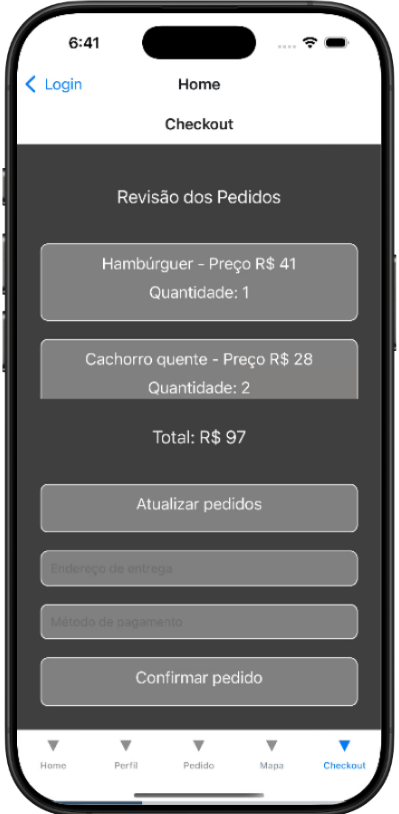 6:41
Login
Home
Checkout
Revisão dos Pedidos
Hambúrguer - Preço R$ 41
Quantidade: 1
Cachorro quente - Preço R$ 28
Quantidade: 2
Total: R$ 97
Atualizar pedidos
Endereço de entrega
Método de pagamento
Confirmar pedido
Home Perfil Pedido Mapa Checkout